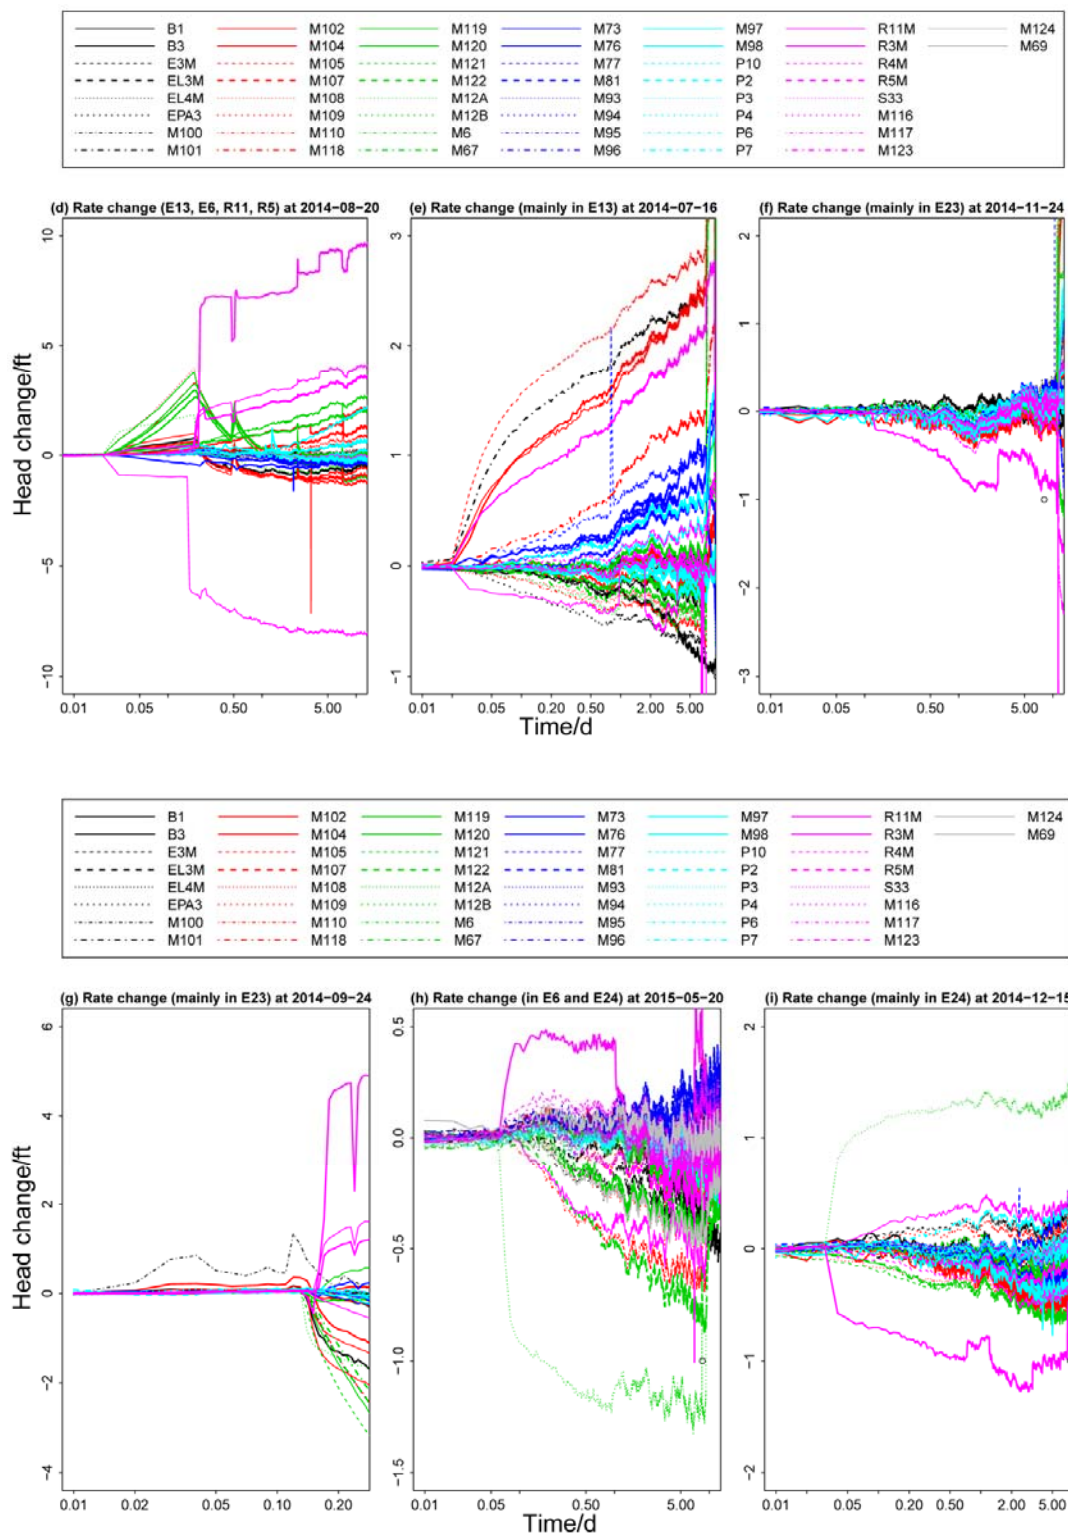 B1 M102 M119 M73 M97 R11M M124
B3 M104 M120 M76 M98 R3M M69
E3M M105 M121 M77 P10 R4M
EL3M M107 M122 M81 P2 R5M
EL4M M108 M12A M93 P3 S33
EPA3 M109 M12B M94 P4 M116
M100 M110 M6 M95 P6 M117
M101 M118 M67 M96 P7 M123
(d) Rate change (E13, E6, R11, R5) at 2014−08−20
(e) Rate change (mainly in E13) at 2014−07−16
(f) Rate change (mainly in E23) at 2014−11−24
Head change/ft
10
5
0
−5
−10
0.01 0.05 0.50 5.00
3
2
1
0
−1
0.01 0.05 0.20 0.50 2.00 5.00
2
1
0
−1
−2
−3
0.01 0.05 0.50 5.00
Time/d
B1 M102 M119 M73 M97 R11M M124
B3 M104 M120 M76 M98 R3M M69
E3M M105 M121 M77 P10 R4M
EL3M M107 M122 M81 P2 R5M
EL4M M108 M12A M93 P3 S33
EPA3 M109 M12B M94 P4 M116
M100 M110 M6 M95 P6 M117
M101 M118 M67 M96 P7 M123
(g) Rate change (mainly in E23) at 2014−09−24
(h) Rate change (in E6 and E24) at 2015−05−20
(i) Rate change (mainly in E24) at 2014−12−15
Head change/ft
6
4
2
0
−2
−4
0.01 0.02 0.05 0.10 0.20
0.5
0.0
−0.5
−1.0
−1.5
0.01 0.05 0.50 5.00
2
1
0
−1
−2
0.01 0.05 0.20 0.50 2.00 5.00
Time/d